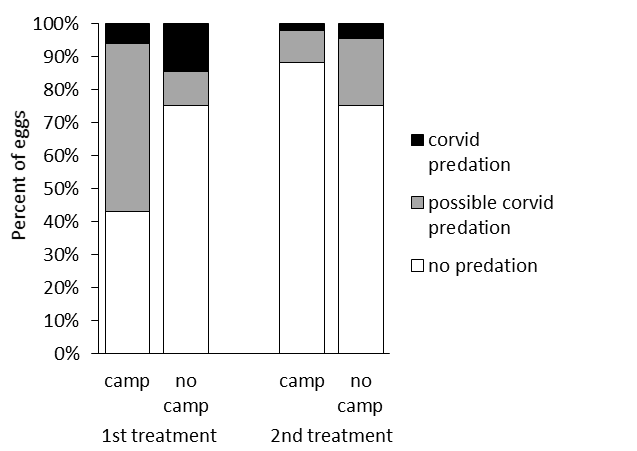 Percent of eggs
100%
90%
80%
70%
60%
50%
40%
30%
20%
10%
0%
camp
no
camp
camp
no
camp
1st treatment
2nd treatment
corvid
predation
possible corvid
predation
no predation